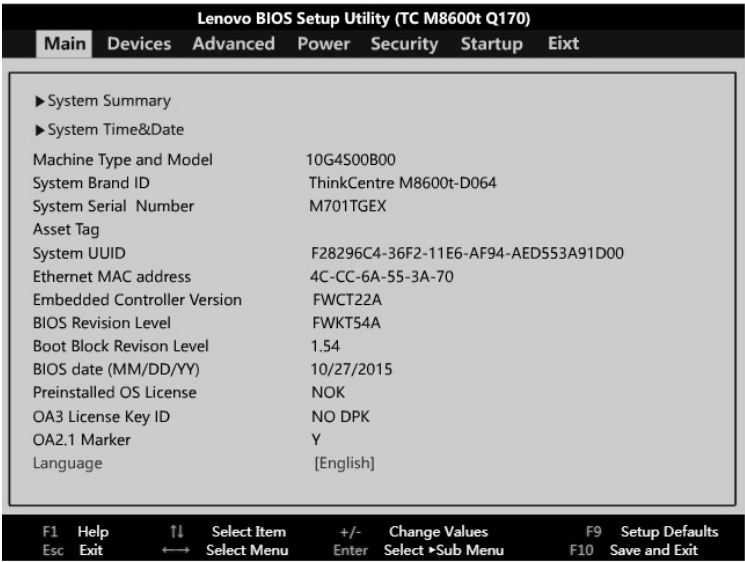 Lenovo BIOS Setup Utility (TC M8600t Q170)
Main Devices Advanced Power Security Startup Eixt
▶System Summary
▶System Time&Date
Machine Type and Model 10G4S00B00
System Brand ID ThinkCentre M8600t-D064
System Serial Number M701TGEX
Asset Tag
System UUID F28296C4-36F2-11E6-AF94-AED553A91D00
Ethernet MAC address 4C-CC-6A-55-3A-70
Embedded Controller Version FWCT22A
BIOS Revision Level FWKT54A
Boot Block Revison Level 1.54
BIOS date (MM/DD/YY) 10/27/2015
Preinstalled OS License NOK
OA3 License Key ID NO DPK
OA2.1 Marker Y
Language [English]
F1 Help ↑↓ Select Item +/- Change Values F9 Setup Defaults
Esc Exit ←→ Select Menu Enter Select ▶Sub Menu F10 Save and Exit